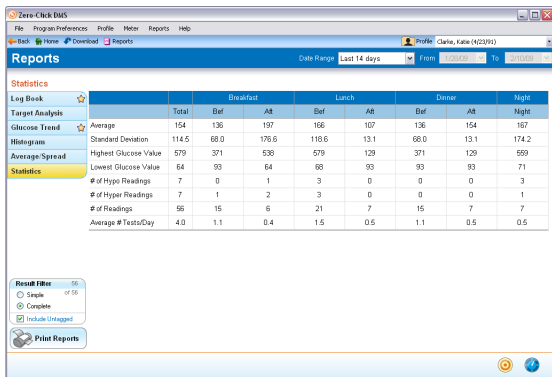 Zero-Click DMS
File Program Preferences Profile Meter Reports Help
Back Home Download Reports Profile Clarke, Katie (4/23/91)
Reports Date Range Last 14 days From 1/28/09 To 2/10/09
Statistics
Log Book
Target Analysis
Glucose Trend
Histogram
Average/Spread
Statistics
Breakfast Lunch Dinner Night
Total Bef Aft Bef Aft Bef Aft Night
Average 154 136 197 166 107 136 154 167
Standard Deviation 114.5 68.0 176.6 118.6 13.1 68.0 13.1 174.2
Highest Glucose Value 579 371 538 579 129 371 129 559
Lowest Glucose Value 64 93 64 68 93 93 93 71
# of Hypo Readings 7 0 1 3 0 0 0 3
# of Hyper Readings 7 1 2 3 0 0 0 1
# of Readings 56 15 6 21 7 15 7 7
Average # Tests/Day 4.0 1.1 0.4 1.5 0.5 1.1 0.5 0.5
Result Filter 56
Simple of 56
Complete
Include Untagged
Print Reports